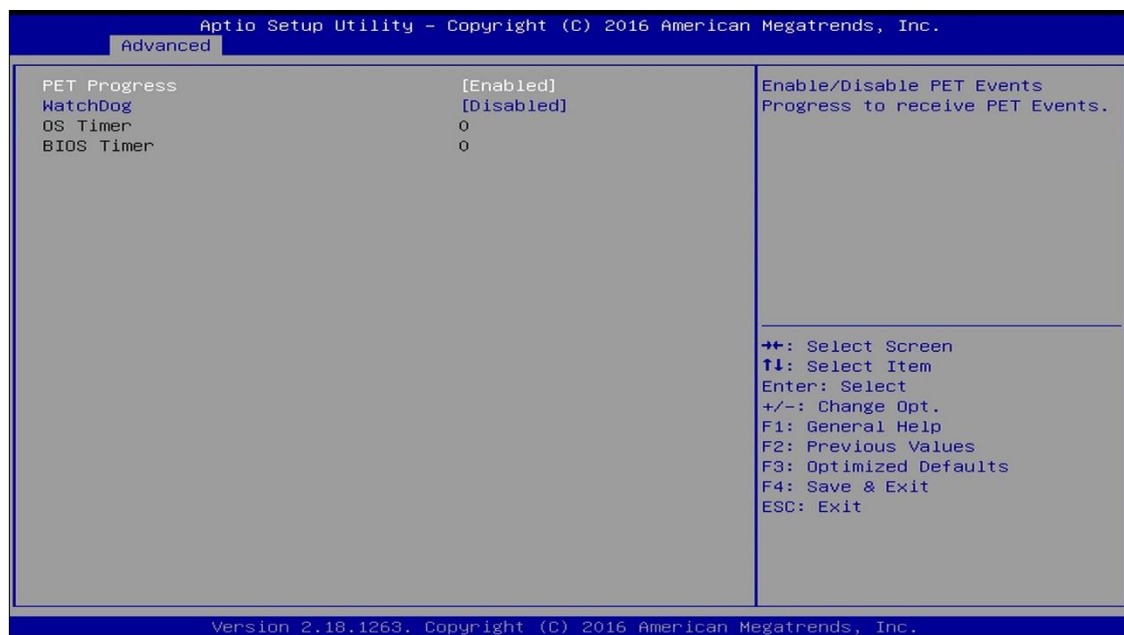 Aptio Setup Utility – Copyright (C) 2016 American Megatrends, Inc.
Advanced
PET Progress [Enabled]
WatchDog [Disabled]
OS Timer 0
BIOS Timer 0
Enable/Disable PET Events
Progress to receive PET Events.
→←: Select Screen
↑↓: Select Item
Enter: Select
+/-: Change Opt.
F1: General Help
F2: Previous Values
F3: Optimized Defaults
F4: Save & Exit
ESC: Exit
Version 2.18.1263. Copyright (C) 2016 American Megatrends, Inc.